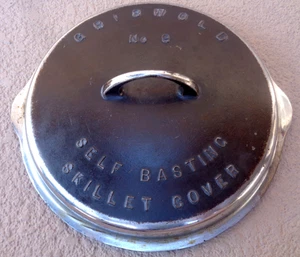 GRISWOLD
No. 8
SELF BASTING
SKILLET COVER